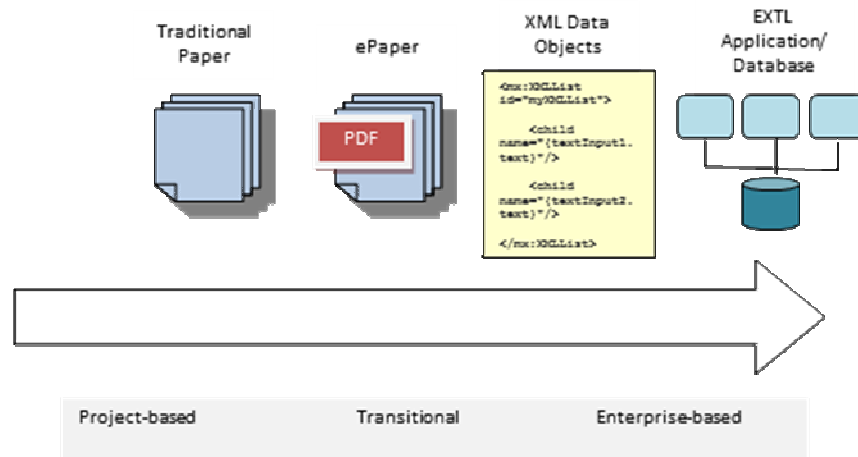 Traditional
Paper
ePaper
XML Data
Objects
EXTL
Application/
Database
PDF
<mx:XMLList
id="myXMLList">
<child
name="{textInput1.
text}"/>
<child
name="{textInput2.
text}"/>
</mx:XMLList>
Project-based
Transitional
Enterprise-based